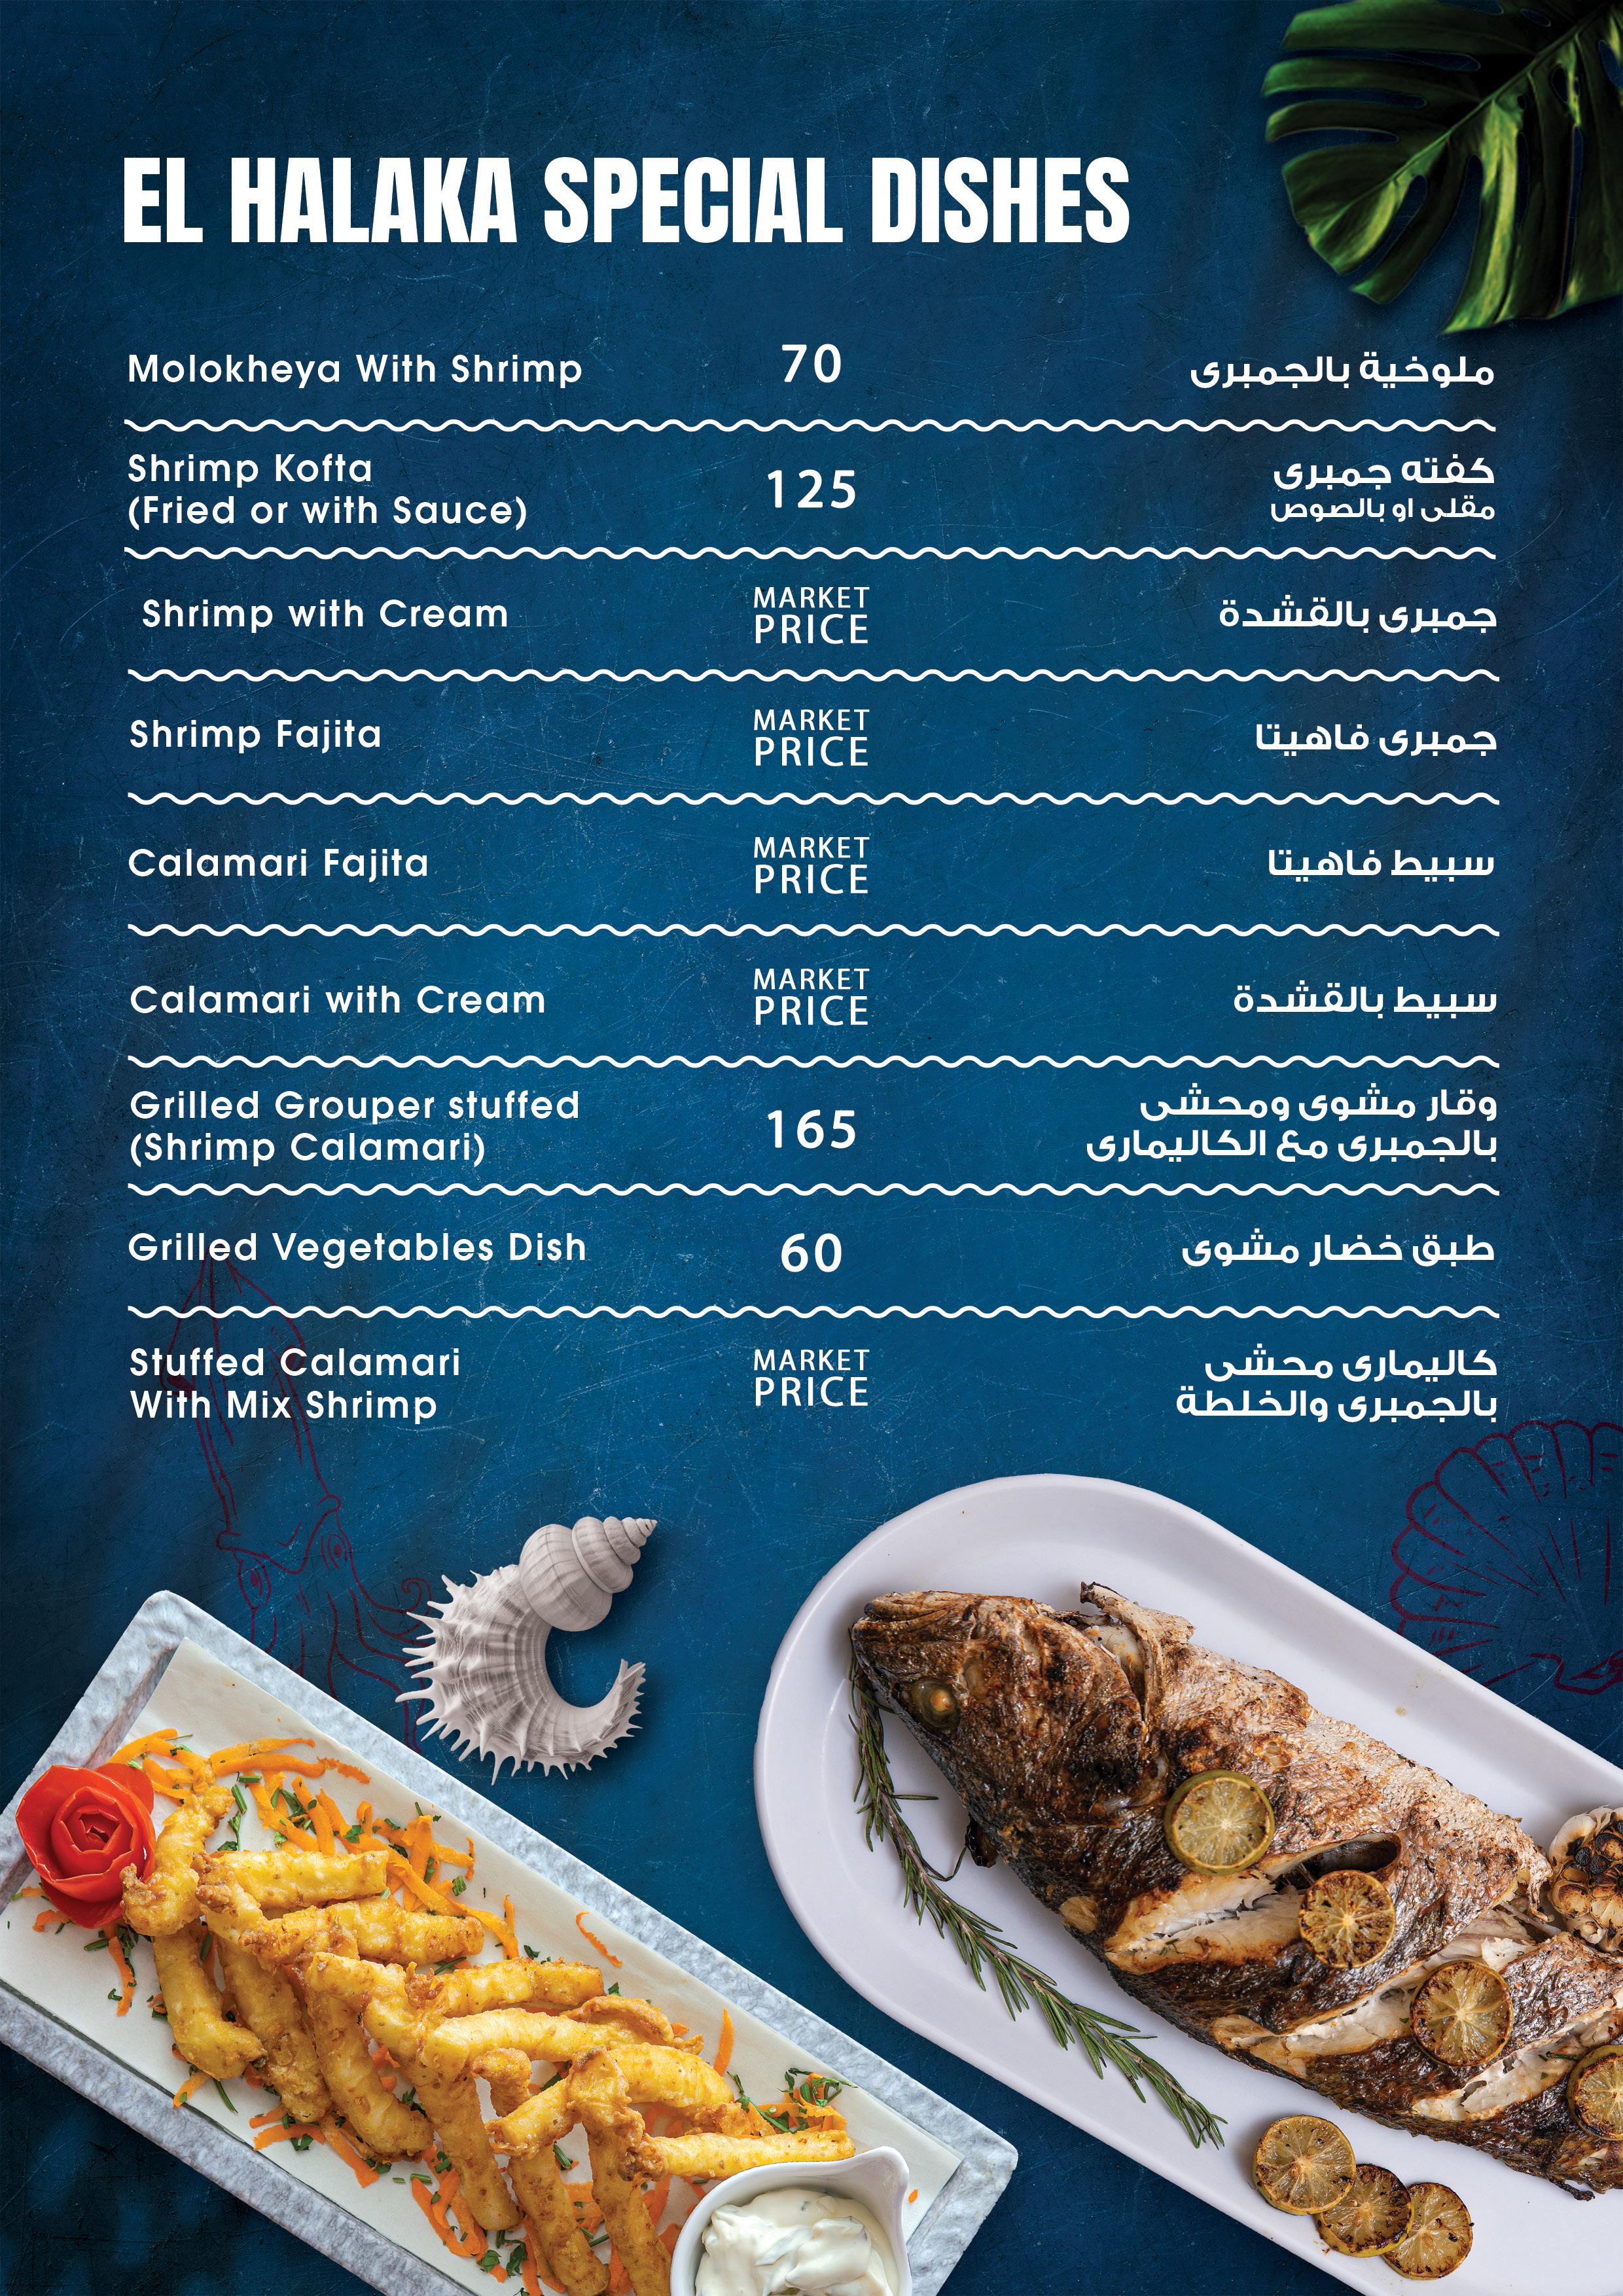 EL HALAKA SPECIAL DISHES
Molokheya With Shrimp 70 ملوخية بالجمبرى
Shrimp Kofta
(Fried or with Sauce)
125
كفته جمبرى
مقلى او بالصوص
Shrimp with Cream
MARKET
PRICE
جمبرى بالقشدة
Shrimp Fajita
MARKET
PRICE
جمبرى فاهيتا
Calamari Fajita
MARKET
PRICE
سبيط فاهيتا
Calamari with Cream
MARKET
PRICE
سبيط بالقشدة
Grilled Grouper stuffed
(Shrimp Calamari)
165
وقار مشوى ومحشى
بالجمبرى مع الكاليمارى
Grilled Vegetables Dish 60 طبق خضار مشوى
Stuffed Calamari
With Mix Shrimp
MARKET
PRICE
كاليمارى محشى
بالجمبرى والخلطة